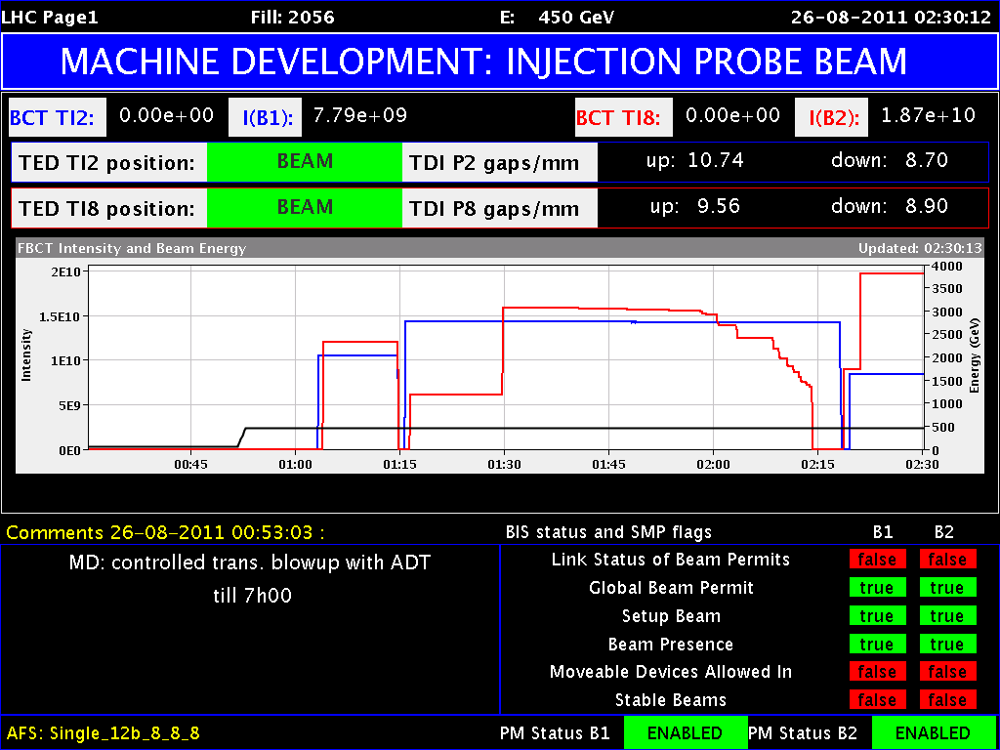 LHC Page1 Fill: 2056 E: 450 GeV 26-08-2011 02:30:12
MACHINE DEVELOPMENT: INJECTION PROBE BEAM
BCT TI2: 0.00e+00 I(B1): 7.79e+09 BCT TI8: 0.00e+00 I(B2): 1.87e+10
TED TI2 position: BEAM TDI P2 gaps/mm up: 10.74 down: 8.70
TED TI8 position: BEAM TDI P8 gaps/mm up: 9.56 down: 8.90
FBCT Intensity and Beam Energy Updated: 02:30:13
Intensity
2E10
1.5E10
1E10
5E9
0E0
4000
3500
3000
2500
2000
1500
1000
500
0
Energy (GeV)
00:45 01:00 01:15 01:30 01:45 02:00 02:15 02:30
Comments 26-08-2011 00:53:03 :
MD: controlled trans. blowup with ADT
till 7h00
BIS status and SMP flags B1 B2
Link Status of Beam Permits false false
Global Beam Permit true true
Setup Beam true true
Beam Presence true true
Moveable Devices Allowed In false false
Stable Beams false false
AFS: Single_12b_8_8_8 PM Status B1 ENABLED PM Status B2 ENABLED